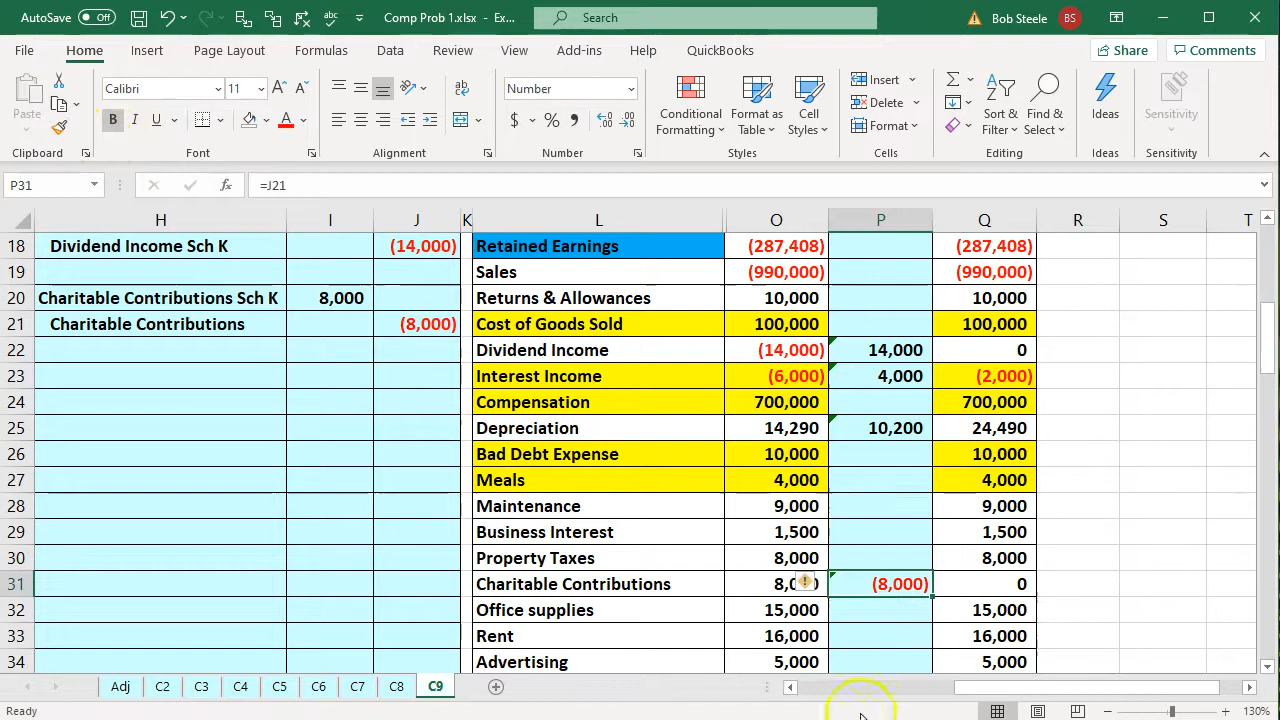 AutoSave Off Comp Prob 1.xlsx - Ex... Search Bob Steele BS
File Home Insert Page Layout Formulas Data Review View Add-ins Help QuickBooks Share Comments
Paste Calibri 11 A A Number Conditional Formatting Format as Table Cell Styles Insert Delete Format Sort & Filter Find & Select Ideas Sensitivity
B I U A $ %
Clipboard Font Alignment Number Styles Cells Editing Ideas Sensitivity
P31 fx =J21
H I J K L O P Q R S T
18 Dividend Income Sch K (14,000) Retained Earnings (287,408) (287,408)
19 Sales (990,000) (990,000)
20 Charitable Contributions Sch K 8,000 Returns & Allowances 10,000 10,000
21 Charitable Contributions (8,000) Cost of Goods Sold 100,000 100,000
22 Dividend Income (14,000) 14,000 0
23 Interest Income (6,000) 4,000 (2,000)
24 Compensation 700,000 700,000
25 Depreciation 14,290 10,200 24,490
26 Bad Debt Expense 10,000 10,000
27 Meals 4,000 4,000
28 Maintenance 9,000 9,000
29 Business Interest 1,500 1,500
30 Property Taxes 8,000 8,000
31 Charitable Contributions (8,000) 0
32 Office supplies 15,000 15,000
33 Rent 16,000 16,000
34 Advertising 5,000 5,000
Adj C2 C3 C4 C5 C6 C7 C8 C9
Ready 130%